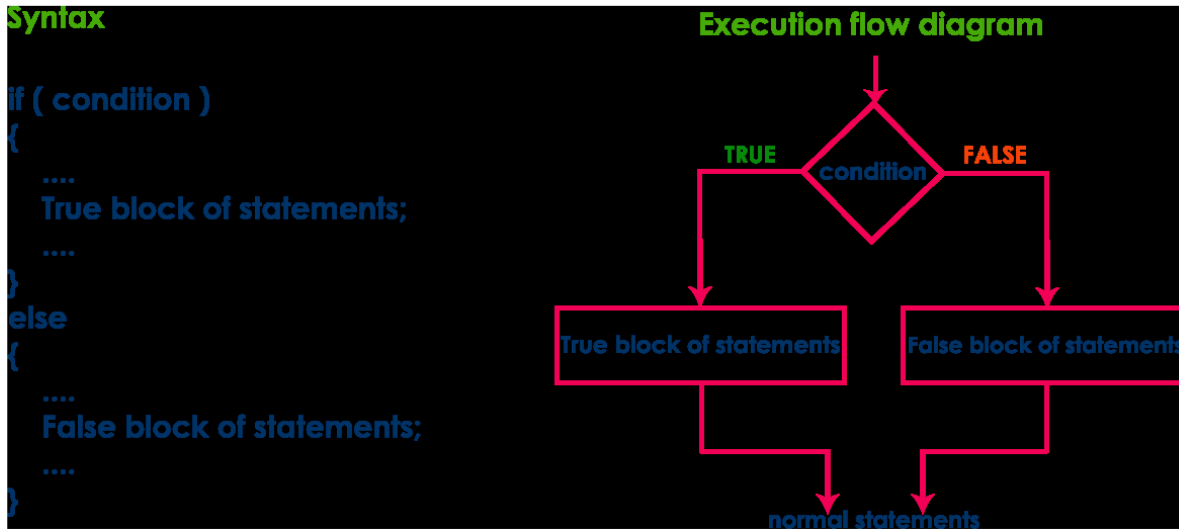 Syntax
if ( condition )
{
....
True block of statements;
....
}
else
{
....
False block of statements;
....
}
Execution flow diagram
TRUE
condition
FALSE
True block of statements
False block of statements
normal statements